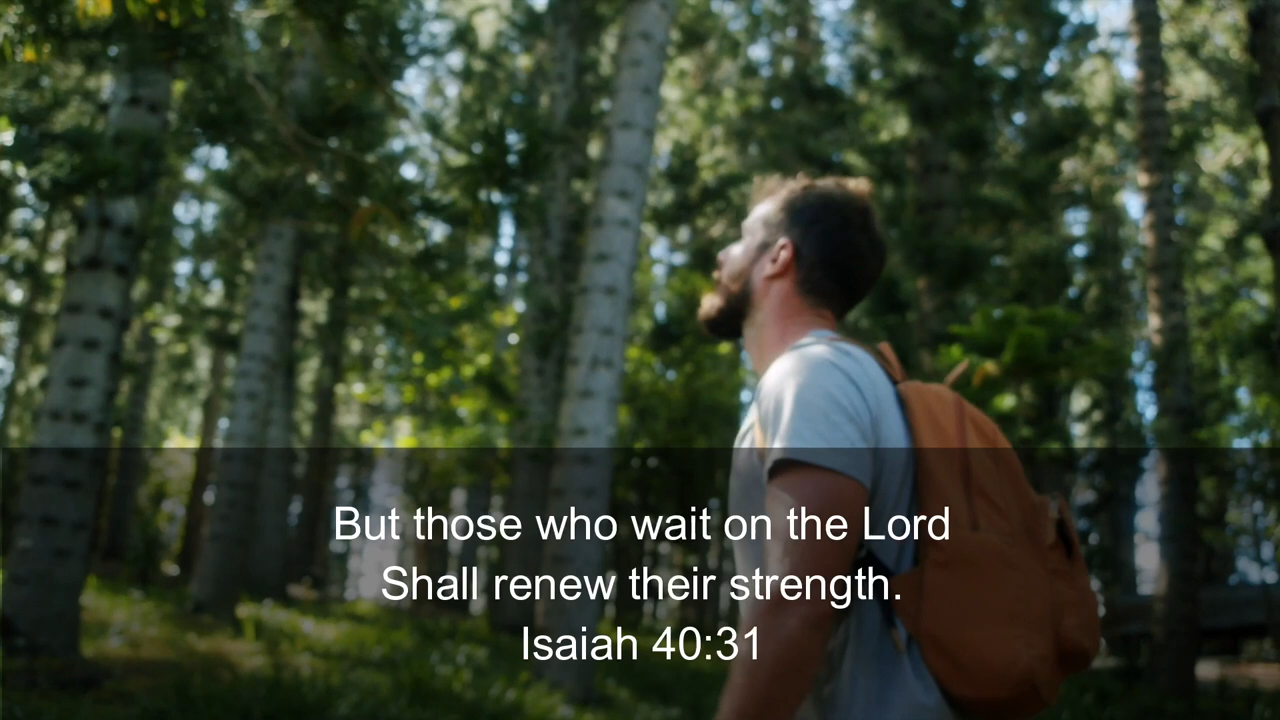 But those who wait on the Lord
Shall renew their strength.
Isaiah 40:31